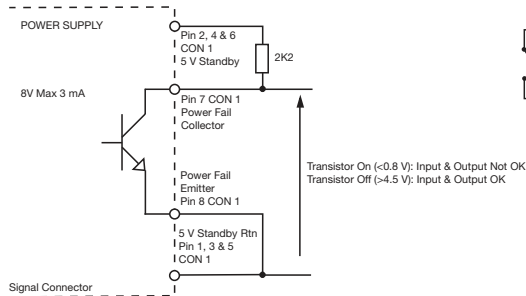 POWER SUPPLY
Pin 2, 4 & 6
CON 1
5 V Standby
2K2
8V Max 3 mA
Pin 7 CON 1
Power Fail
Collector
Transistor On (<0.8 V): Input & Output Not OK
Transistor Off (>4.5 V): Input & Output OK
Power Fail
Emitter
Pin 8 CON 1
5 V Standby Rtn
Pin 1, 3 & 5
CON 1
Signal Connector